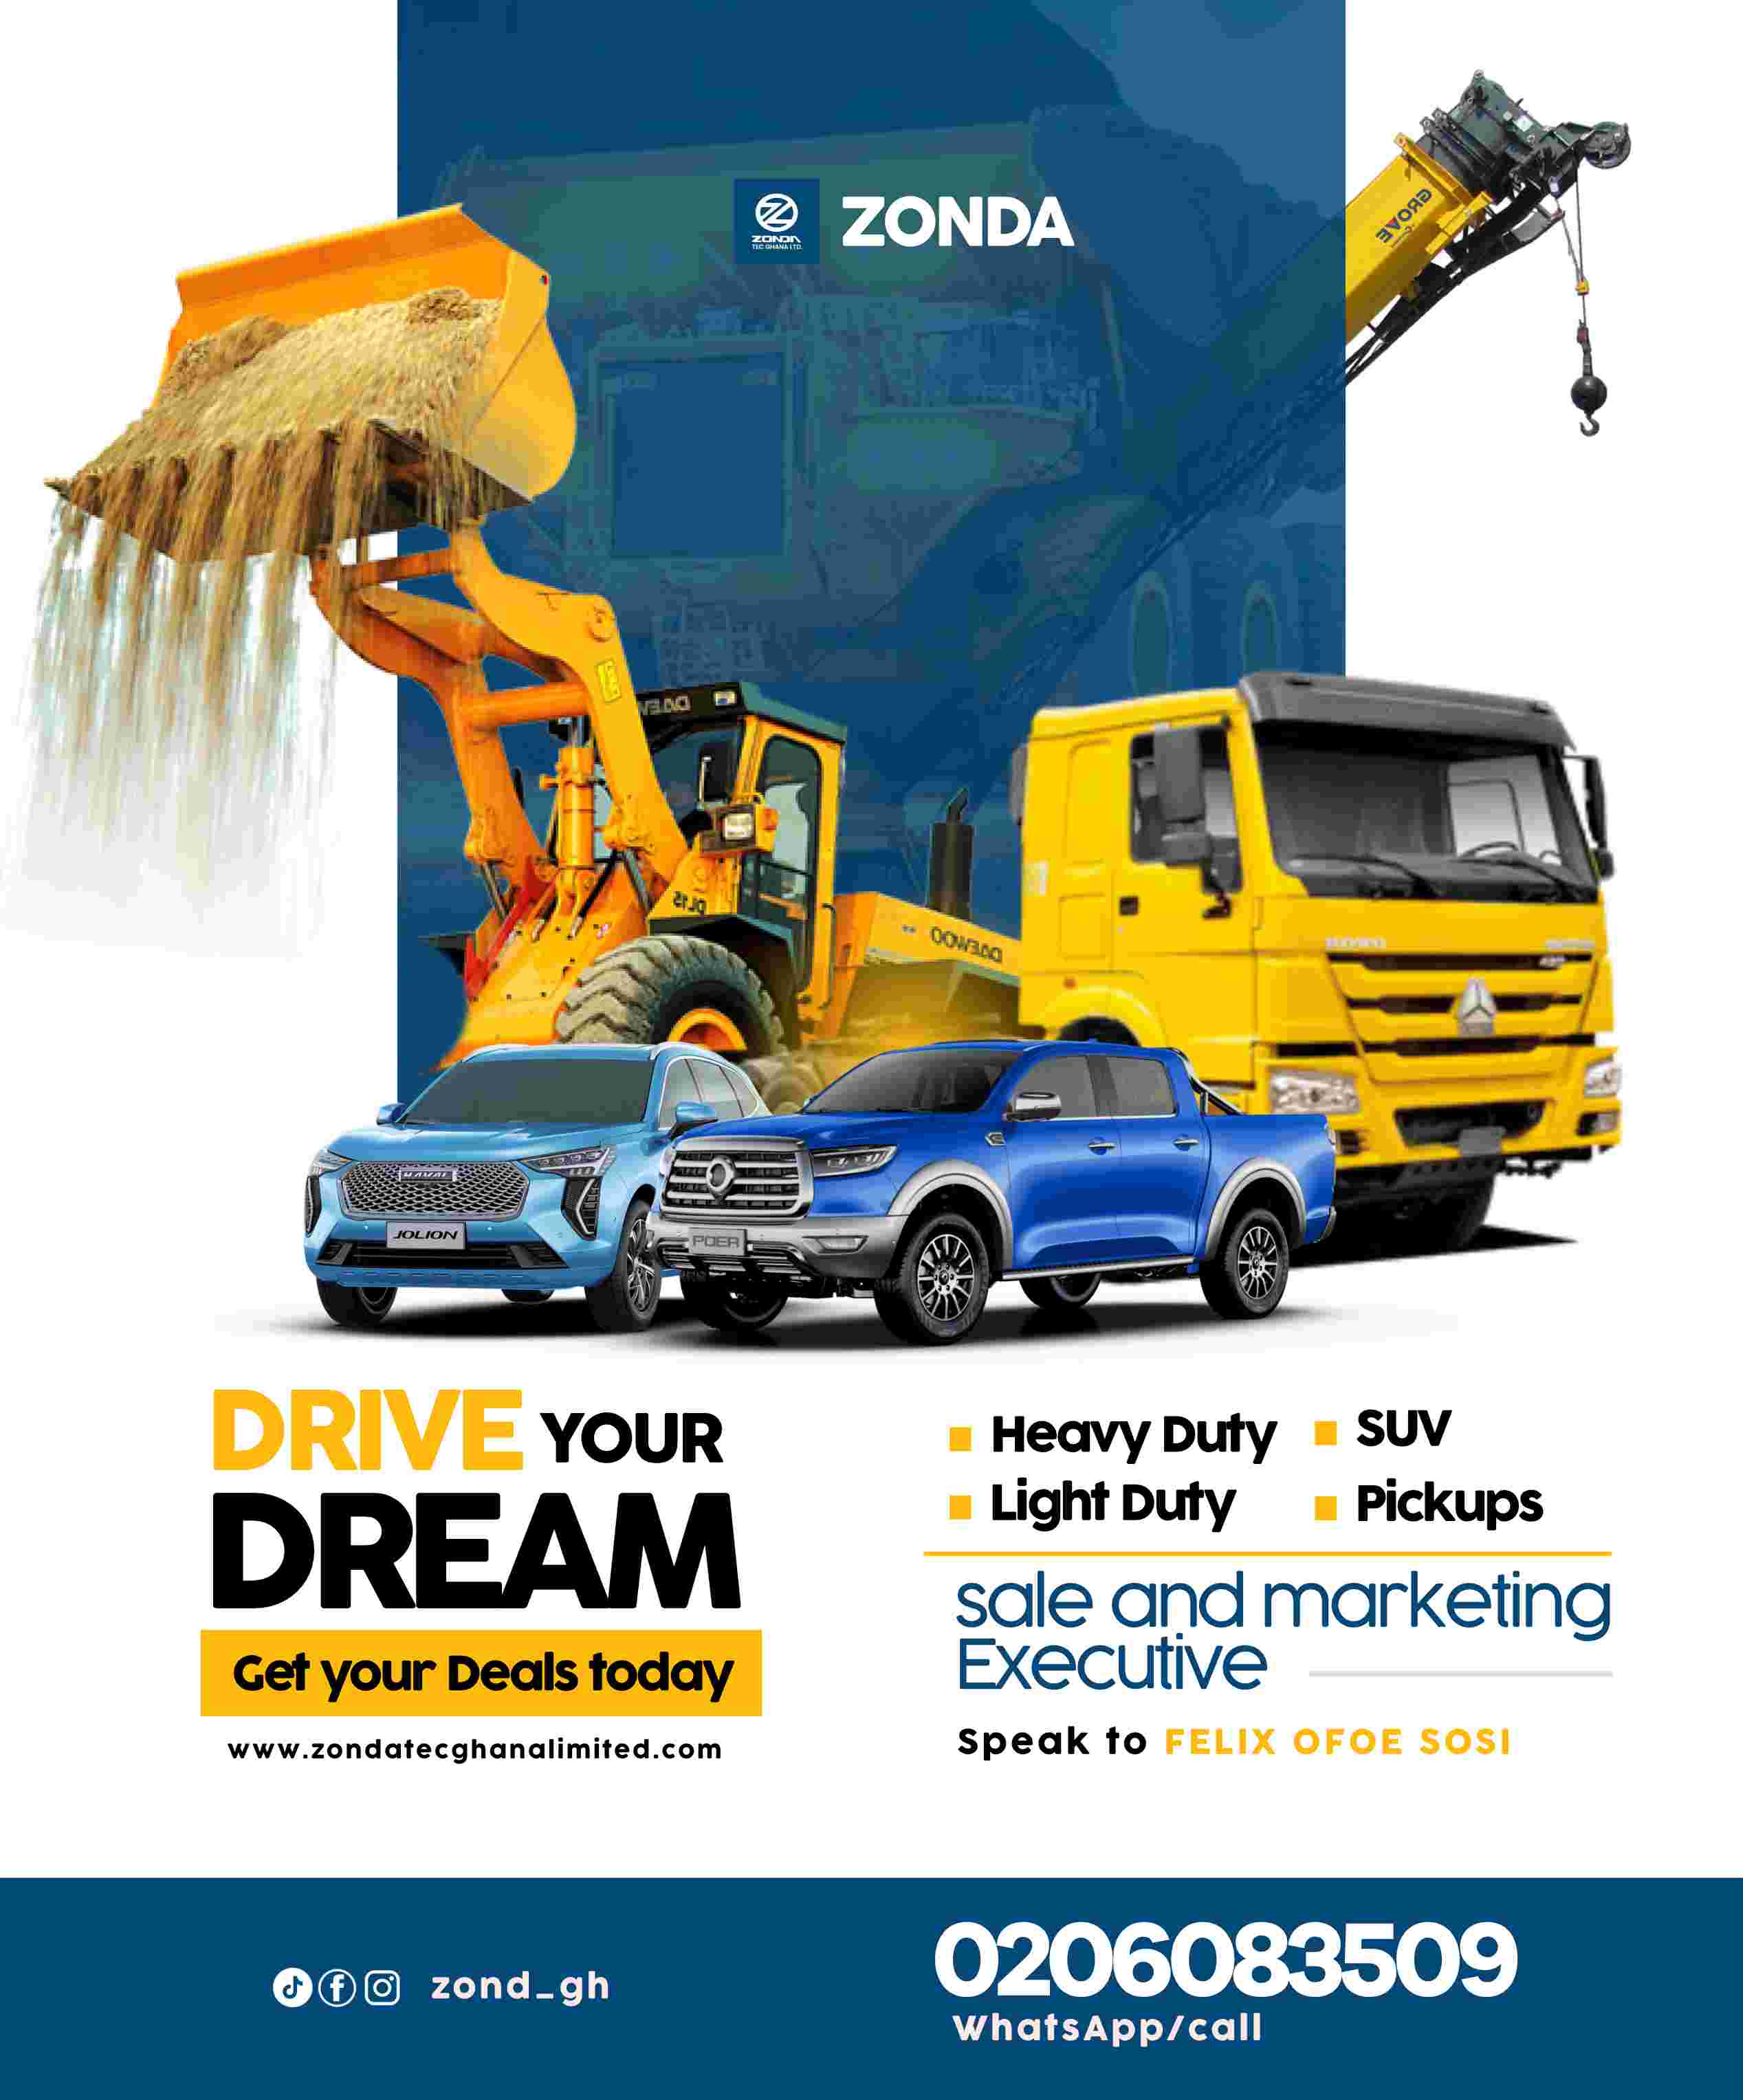 ZONDA
TEC GHANA LTD.
ZONDA
GROVE
DAEWOO
DL15
DAEWOO
HAVAL
JOLION
POER
DRIVE YOUR
DREAM
Get your Deals today
www.zondatecghanalimited.com
Heavy Duty
SUV
Light Duty
Pickups
sale and marketing
Executive
Speak to FELIX OFOE SOSI
zond_gh
0206083509
WhatsApp/call